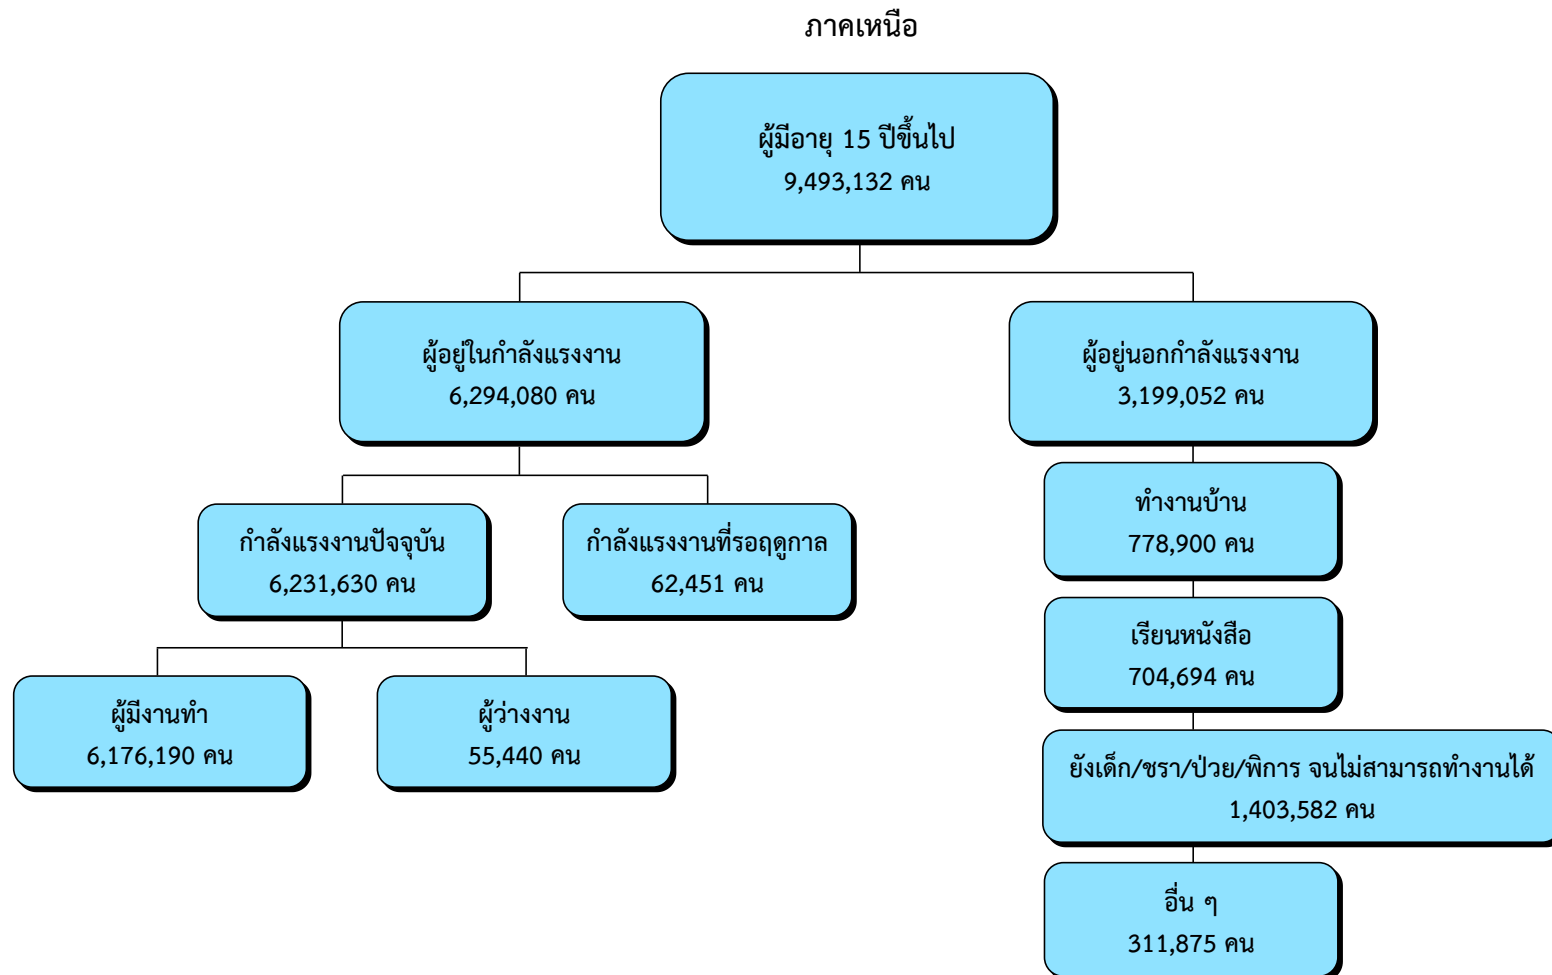 ภาคเหนือ
ผู้มีอายุ 15 ปีขึ้นไป
9,493,132 คน
ผู้อยู่ในกำลังแรงงาน
6,294,080 คน
ผู้อยู่นอกกำลังแรงงาน
3,199,052 คน
กำลังแรงงานปัจจุบัน
6,231,630 คน
กำลังแรงงานที่รอฤดูกาล
62,451 คน
ผู้มีงานทำ
6,176,190 คน
ผู้ว่างงาน
55,440 คน
ทำงานบ้าน
778,900 คน
เรียนหนังสือ
704,694 คน
ยังเด็ก/ชรา/ป่วย/พิการ จนไม่สามารถทำงานได้
1,403,582 คน
อื่น ๆ
311,875 คน